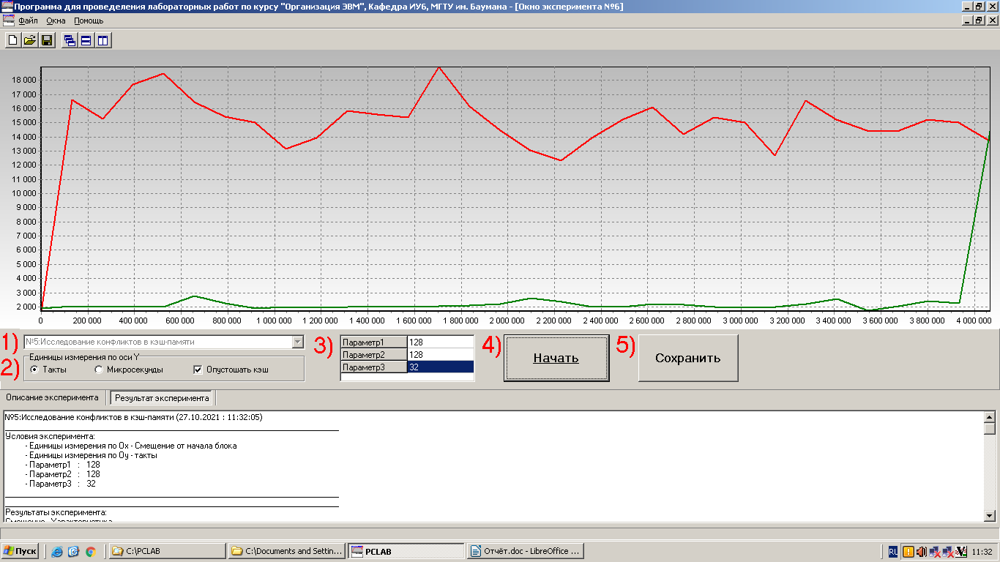 Программа для проведения лабораторных работ по курсу "Организация ЭВМ", Кафедра ИУ6, МГТУ им. Баумана - [Окно эксперимента №6]
Файл Окна Помощь
18 000
17 000
16 000
15 000
14 000
13 000
12 000
11 000
10 000
9 000
8 000
7 000
6 000
5 000
4 000
3 000
2 000
0 200 000 400 000 600 000 800 000 1 000 000 1 200 000 1 400 000 1 600 000 1 800 000 2 000 000 2 200 000 2 400 000 2 600 000 2 800 000 3 000 000 3 200 000 3 400 000 3 600 000 3 800 000 4 000 000
1) №5:Исследование конфликтов в кэш-памяти
2) Единицы измерения по оси Y
Такты Микросекунды Опустошать кэш
3) Параметр1 128
Параметр2 128
Параметр3 32
4) Начать
5) Сохранить
Описание эксперимента Результат эксперимента
№5:Исследование конфликтов в кэш-памяти (27.10.2021 : 11:32:05)
Условия эксперимента:
- Единицы измерения по Ox - Смещение от начала блока
- Единицы измерения по Oy - такты
- Параметр1 : 128
- Параметр2 : 128
- Параметр3 : 32
Результаты эксперимента:
Смещение Характеристика
Пуск C:\PCLAB C:\Documents and Settin... PCLAB Отчёт.doc - LibreOffice ... RL 11:32